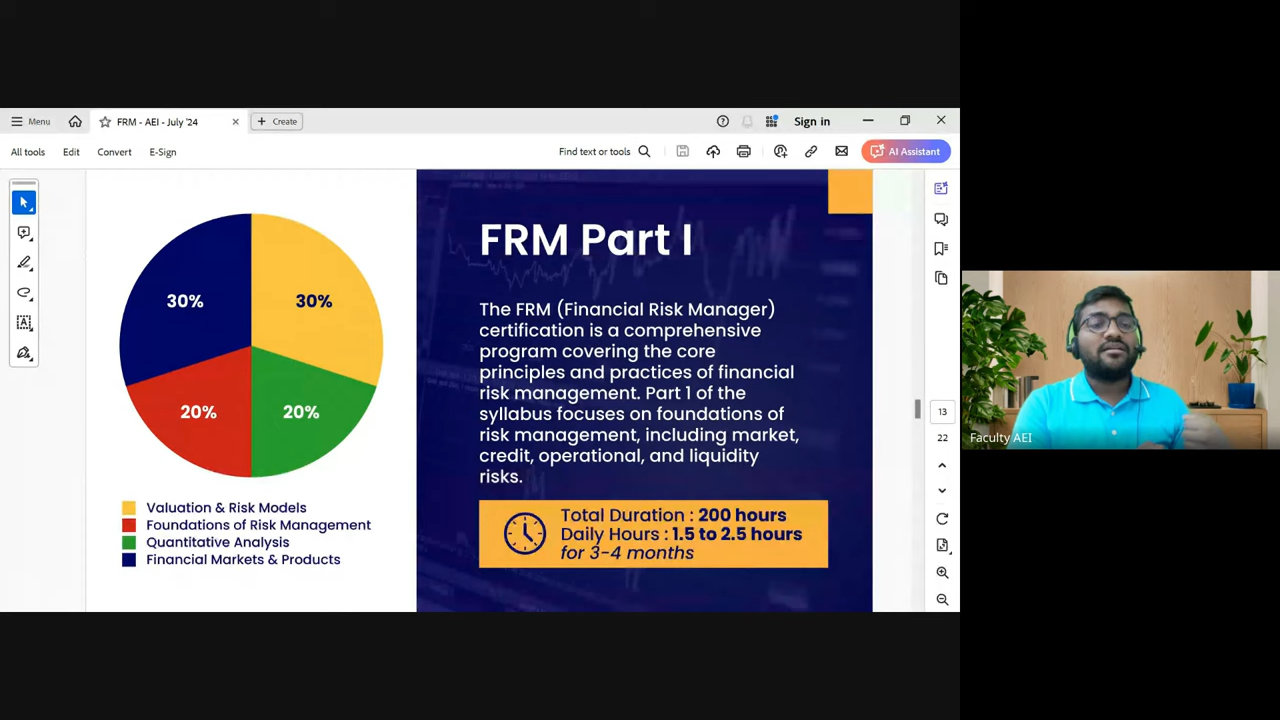 Menu
FRM - AEI - July '24
Create
Sign in
All tools
Edit
Convert
E-Sign
Find text or tools
AI Assistant
30%
30%
20%
20%
Valuation & Risk Models
Foundations of Risk Management
Quantitative Analysis
Financial Markets & Products
FRM Part I
The FRM (Financial Risk Manager)
certification is a comprehensive
program covering the core
principles and practices of financial
risk management. Part 1 of the
syllabus focuses on foundations of
risk management, including market,
credit, operational, and liquidity
risks.
Total Duration : 200 hours
Daily Hours : 1.5 to 2.5 hours
for 3-4 months
13
22
Faculty AEI